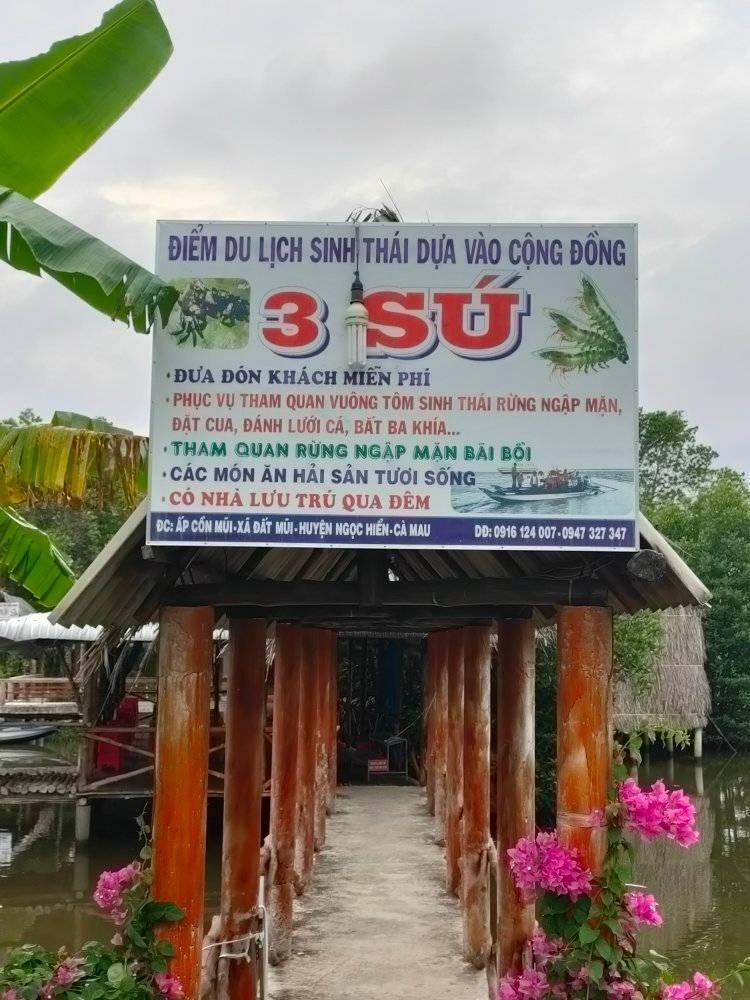 ĐIỂM DU LỊCH SINH THÁI DỰA VÀO CỘNG ĐỒNG
3 SÚ
• ĐƯA ĐÓN KHÁCH MIỄN PHÍ
• PHỤC VỤ THAM QUAN VUÔNG TÔM SINH THÁI RỪNG NGẬP MẶN,
ĐẶT CUA, ĐÁNH LƯỚI CÁ, BẮT BA KHÍA...
• THAM QUAN RỪNG NGẬP MẶN BÃI BỒI
• CÁC MÓN ĂN HẢI SẢN TƯƠI SỐNG
• CÓ NHÀ LƯU TRÚ QUA ĐÊM
ĐC: ẤP CỒN MŨI-XÃ ĐẤT MŨI-HUYỆN NGỌC HIỂN-CÀ MAU DĐ: 0916 124 007-0947 327 347